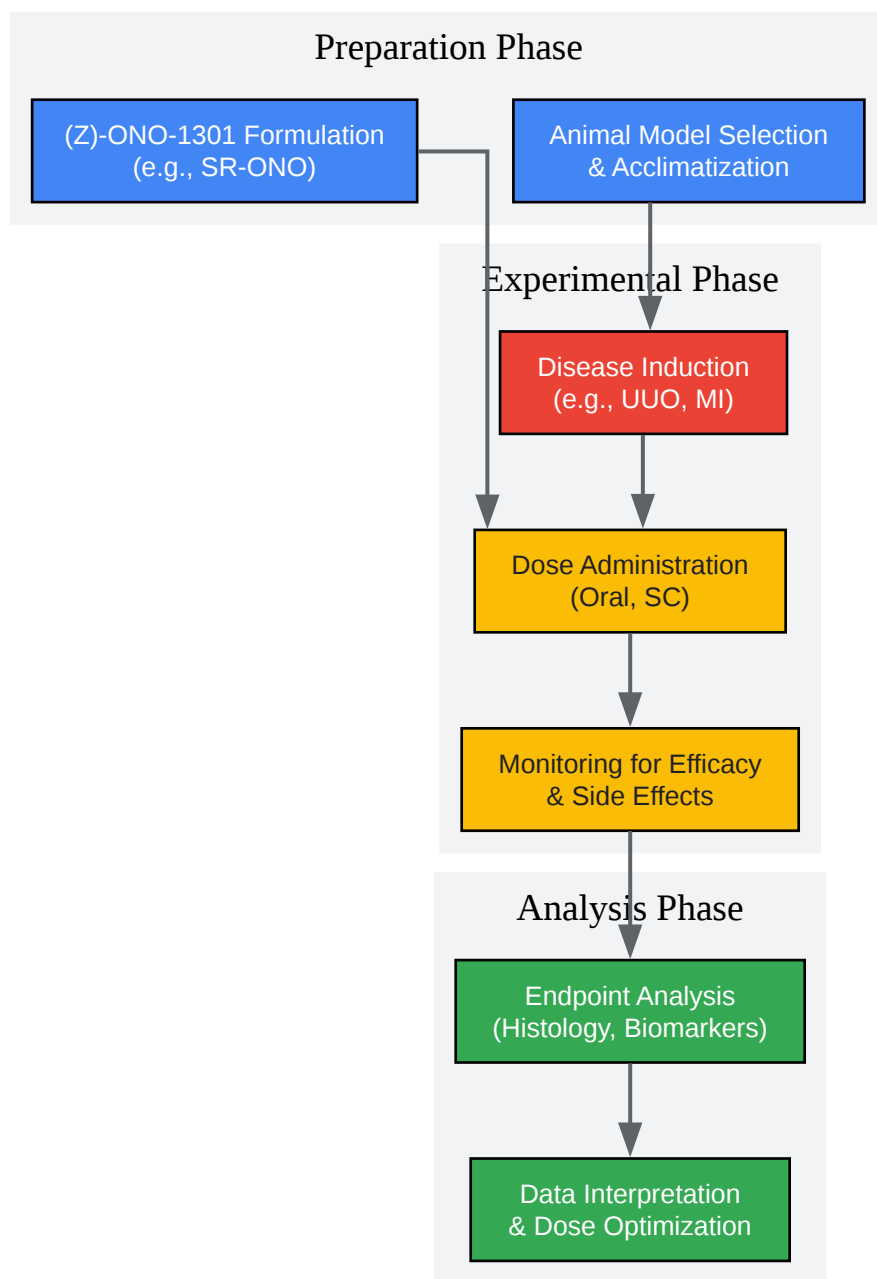 Preparation Phase
(Z)-ONO-1301 Formulation
(e.g., SR-ONO)
Animal Model Selection
& Acclimatization
Experimental Phase
Disease Induction
(e.g., UUO, MI)
Dose Administration
(Oral, SC)
Monitoring for Efficacy
& Side Effects
Analysis Phase
Endpoint Analysis
(Histology, Biomarkers)
Data Interpretation
& Dose Optimization